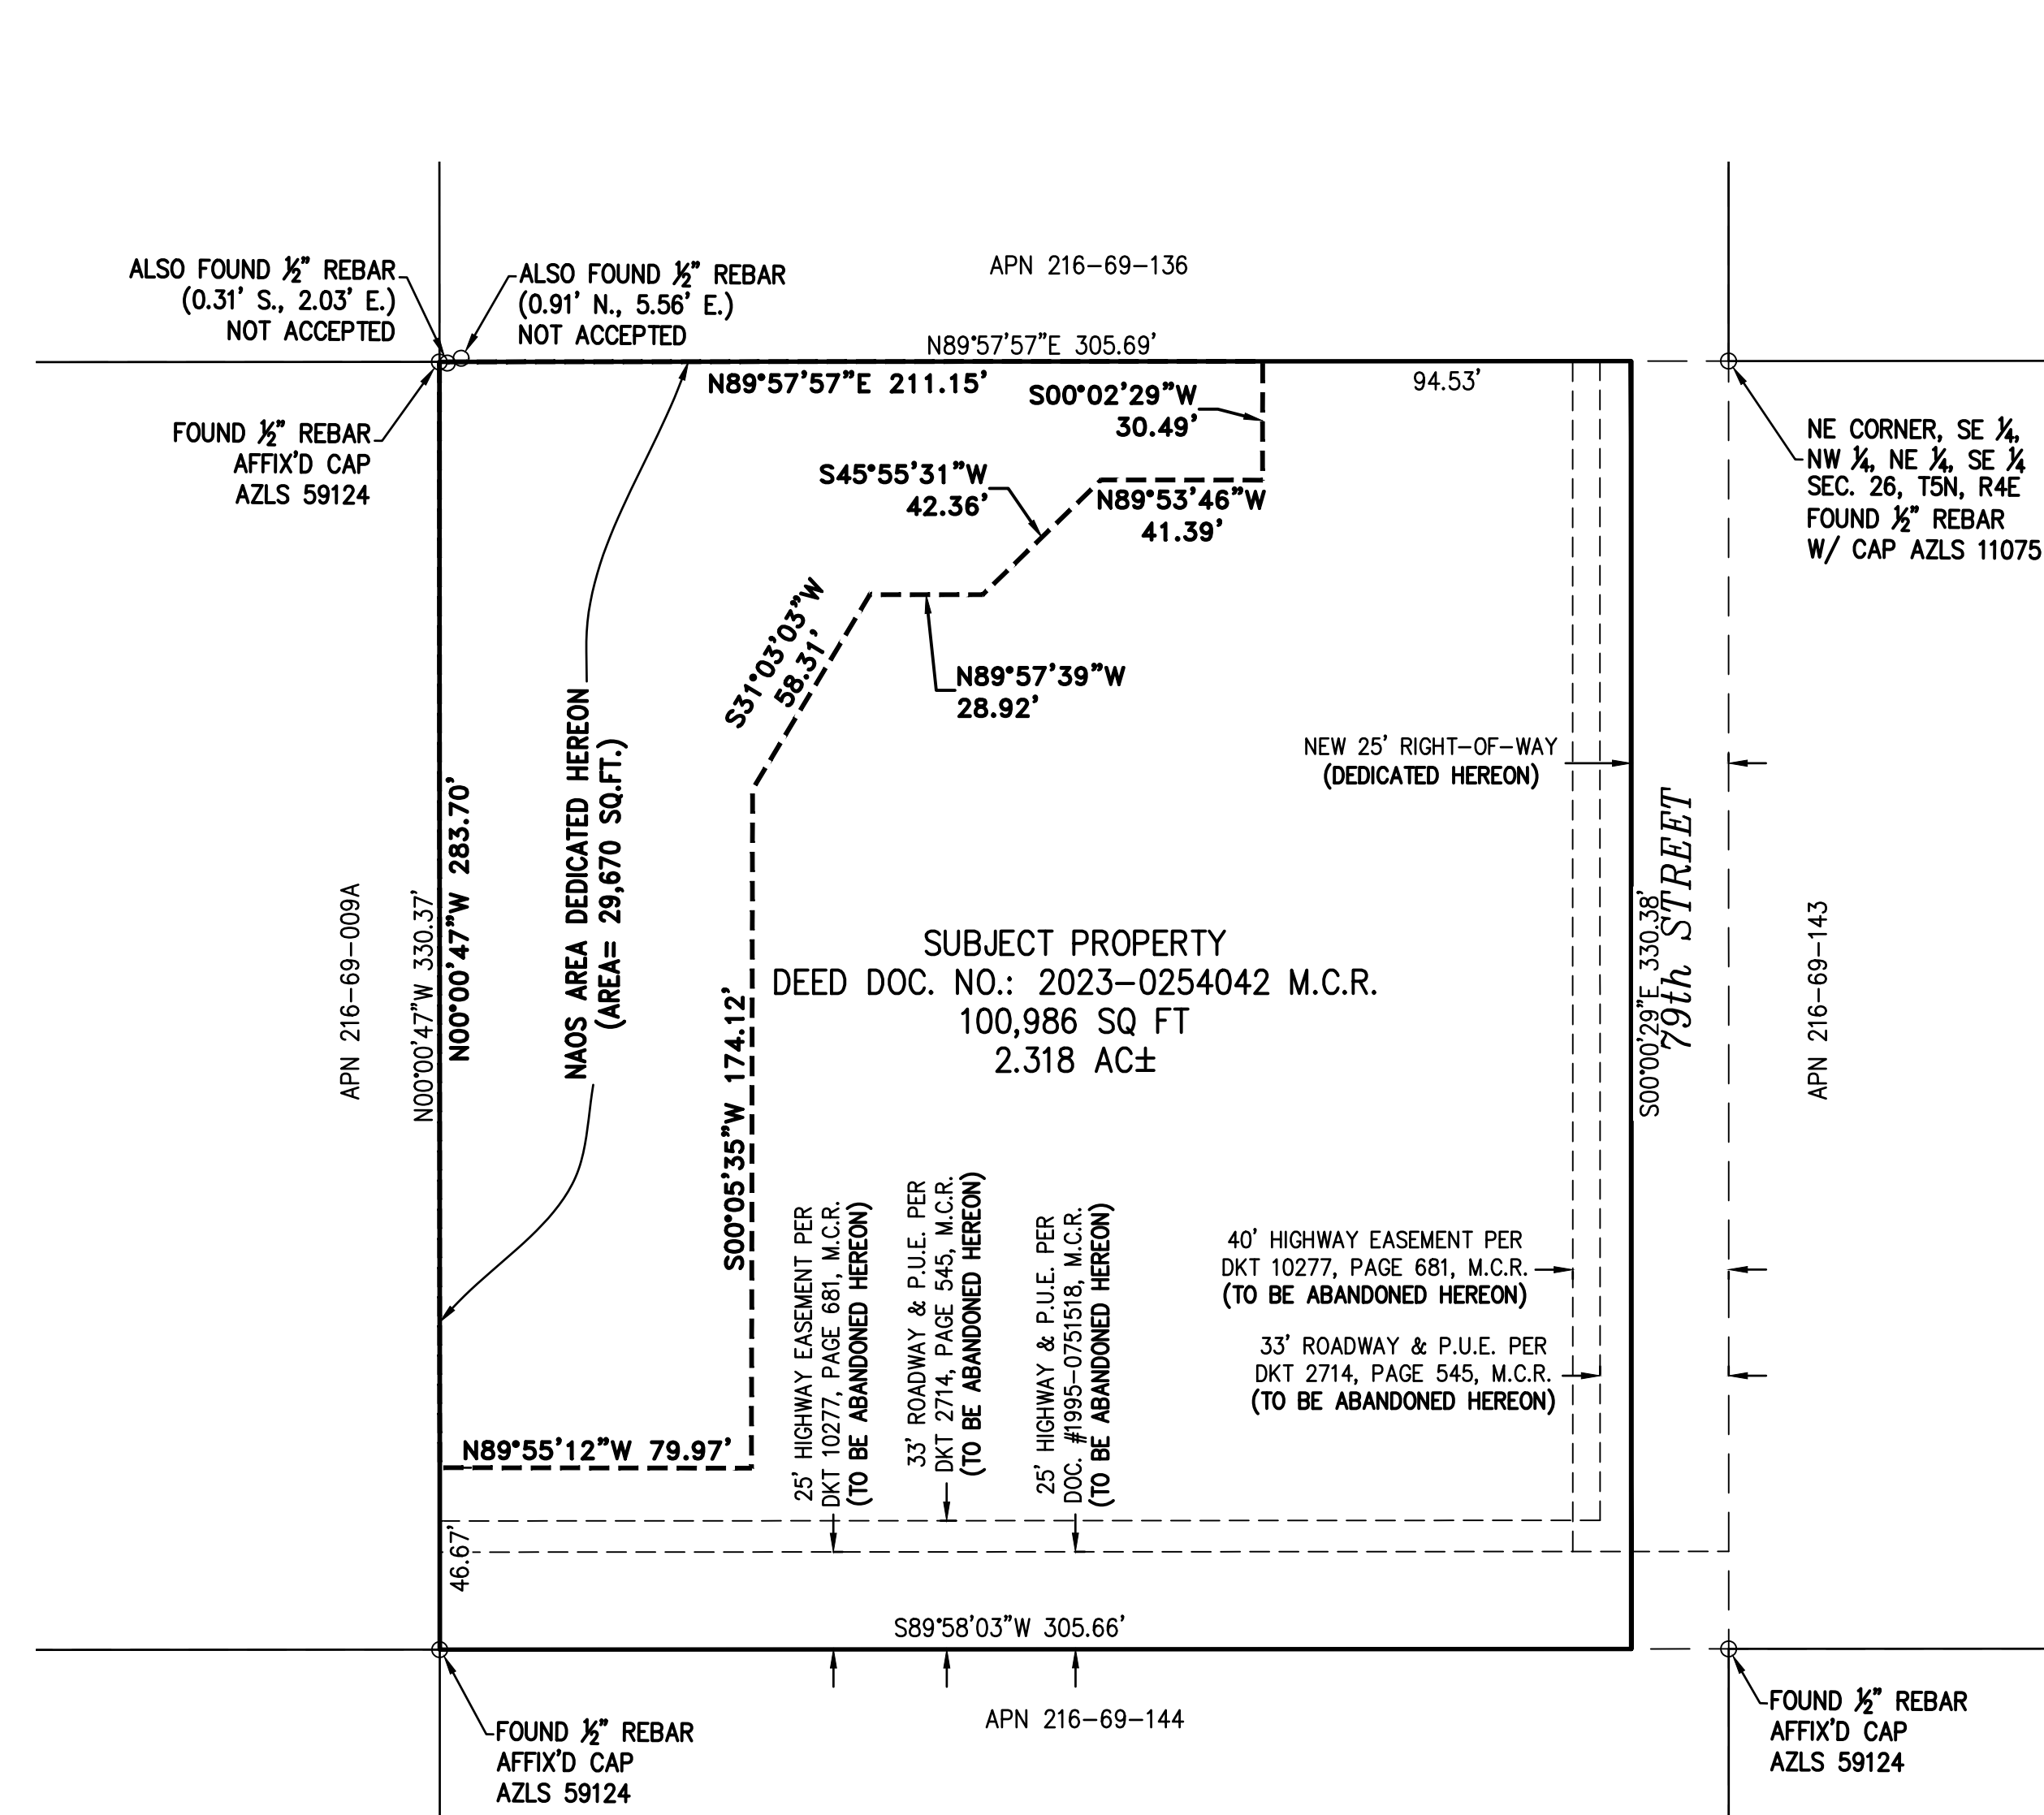 APN 216-69-136
ALSO FOUND ½" REBAR
(0.31' S., 2.03' E.)
NOT ACCEPTED
ALSO FOUND ½" REBAR
(0.91' N., 5.56' E.)
NOT ACCEPTED
N89°57'57"E 305.69'
N89°57'57"E 211.15'
94.53'
S00°02'29"W
30.49'
FOUND ½" REBAR
AFFIX'D CAP
AZLS 59124
NE CORNER, SE ¼,
NW ¼, NE ¼, SE ¼
SEC. 26, T5N, R4E
FOUND ½" REBAR
W/ CAP AZLS 11075
S45°55'31"W
42.36'
N89°53'46"W
41.39'
S31°03'03"W
58.31'
N89°57'39"W
28.92'
NEW 25' RIGHT-OF-WAY
(DEDICATED HEREON)
APN 216-69-009A
N00°00'47"W 330.37'
N00°00'47"W 283.70'
NAOS AREA DEDICATED HEREON
(AREA= 29,670 SQ.FT.)
S00°05'35"W 174.12'
SUBJECT PROPERTY
DEED DOC. NO.: 2023-0254042 M.C.R.
100,986 SQ FT
2.318 AC±
S00°00'29"E 330.38'
79th STREET
APN 216-69-143
25' HIGHWAY EASEMENT PER
DKT 10277, PAGE 681, M.C.R.
(TO BE ABANDONED HEREON)
33' ROADWAY & P.U.E. PER
DKT 2714, PAGE 545, M.C.R.
(TO BE ABANDONED HEREON)
25' HIGHWAY & P.U.E. PER
DOC. #1995-0751518, M.C.R.
(TO BE ABANDONED HEREON)
40' HIGHWAY EASEMENT PER
DKT 10277, PAGE 681, M.C.R.
(TO BE ABANDONED HEREON)
33' ROADWAY & P.U.E. PER
DKT 2714, PAGE 545, M.C.R.
(TO BE ABANDONED HEREON)
N89°55'12"W 79.97'
46.67'
S89°58'03"W 305.66'
APN 216-69-144
FOUND ½" REBAR
AFFIX'D CAP
AZLS 59124
FOUND ½" REBAR
AFFIX'D CAP
AZLS 59124